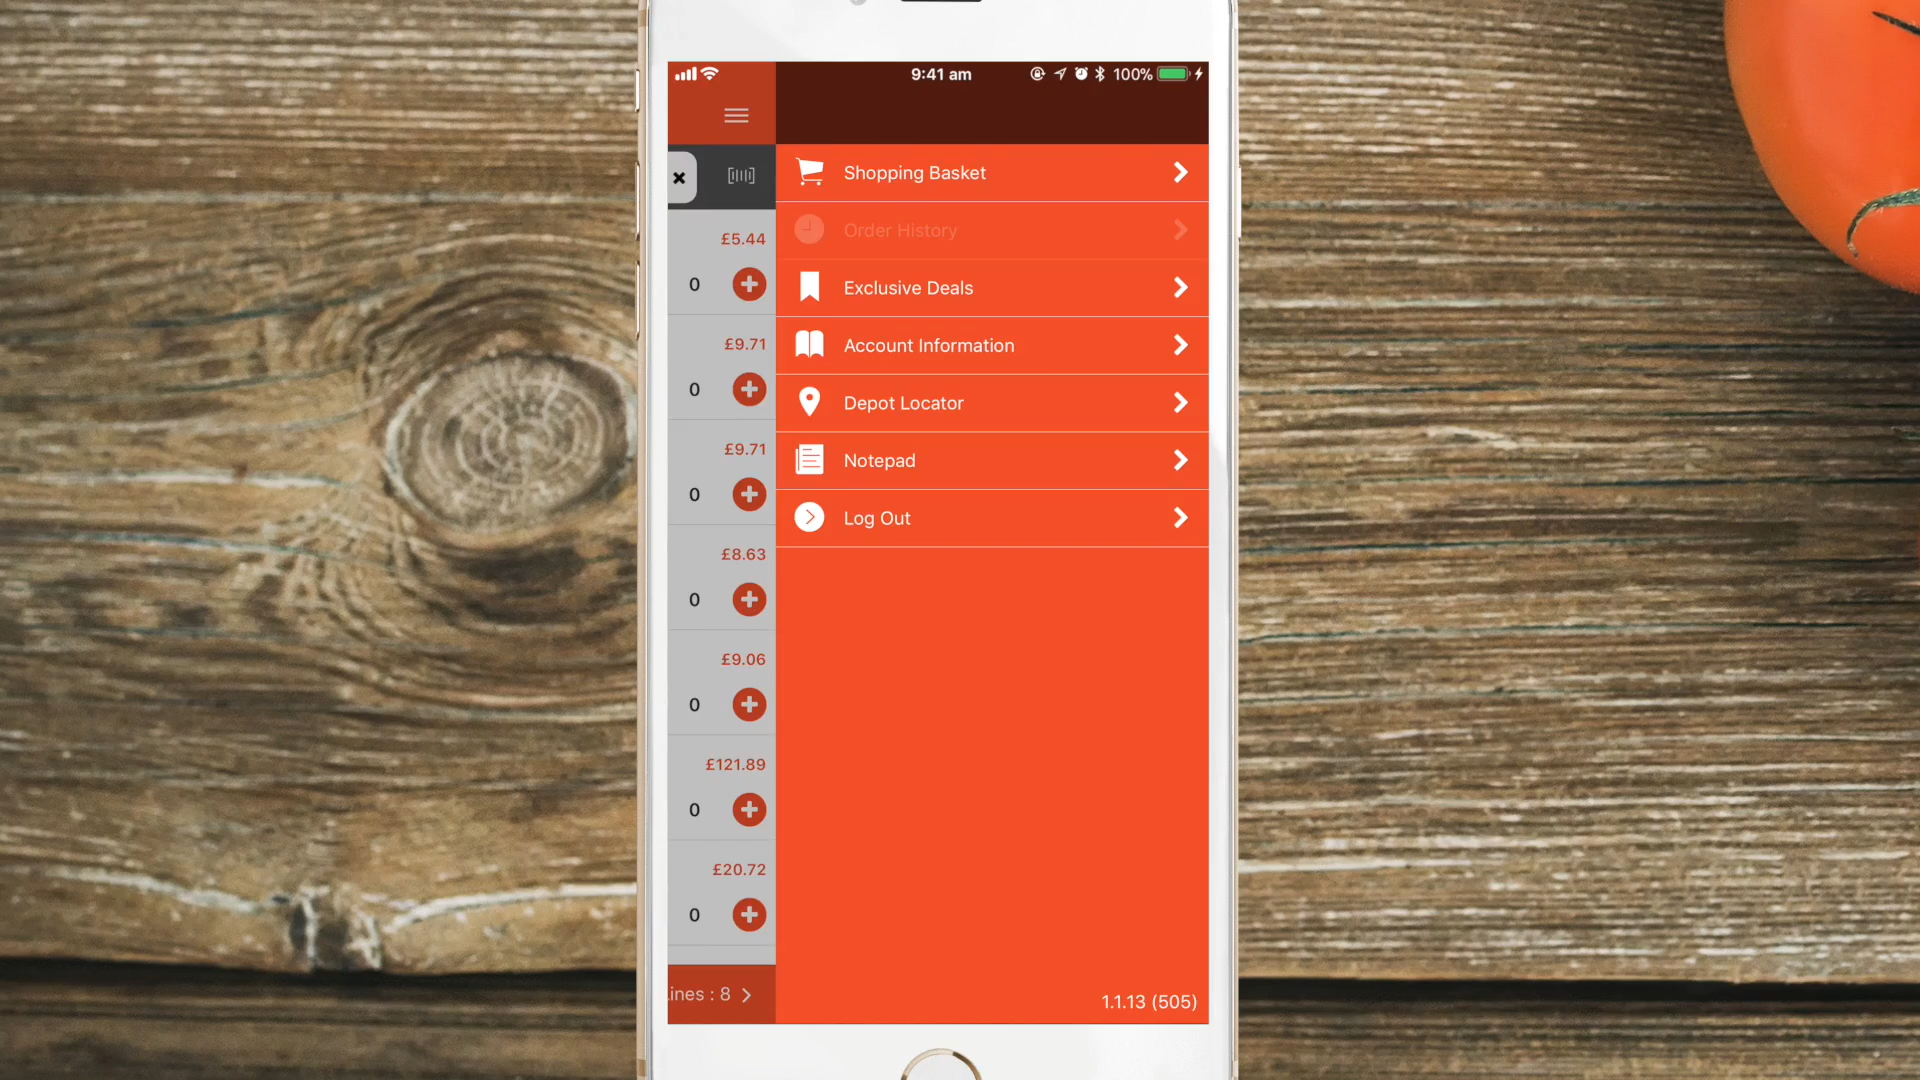 9:41 am
100%
Shopping Basket
Order History
Exclusive Deals
Account Information
Depot Locator
Notepad
Log Out
1.1.13 (505)
£5.44
0
£9.71
0
£9.71
0
£8.63
0
£9.06
0
£121.89
0
£20.72
0
ines : 8